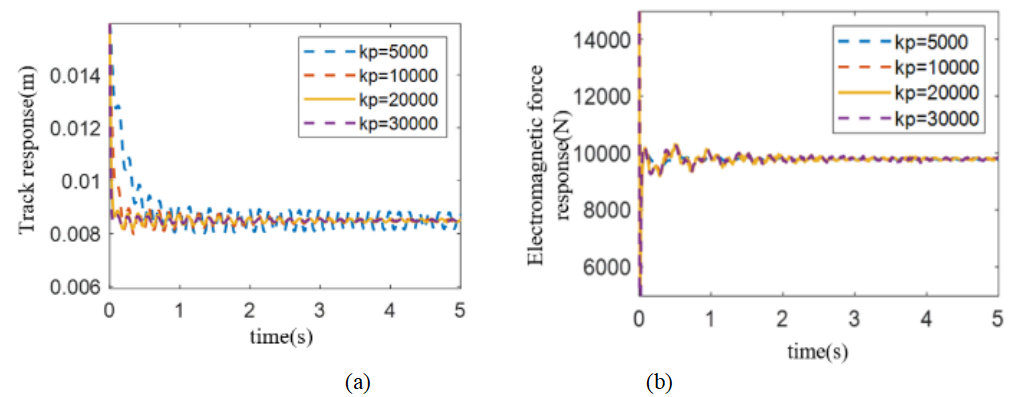 Track response(m)
0.014
0.012
0.01
0.008
0.006
0
1
2
3
4
5
time(s)
kp=5000
kp=10000
kp=20000
kp=30000
(a)
Electromagnetic force
response(N)
14000
12000
10000
8000
6000
0
1
2
3
4
5
time(s)
kp=5000
kp=10000
kp=20000
kp=30000
(b)